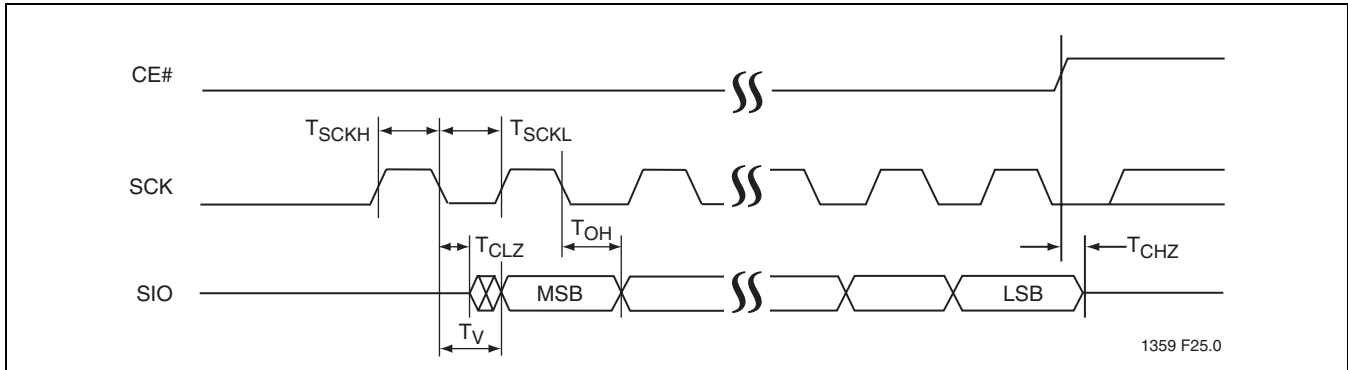 CE#
TSCKH
TSCKL
SCK
TOH
TCLZ
TCHZ
SIO
MSB
LSB
TV
1359 F25.0